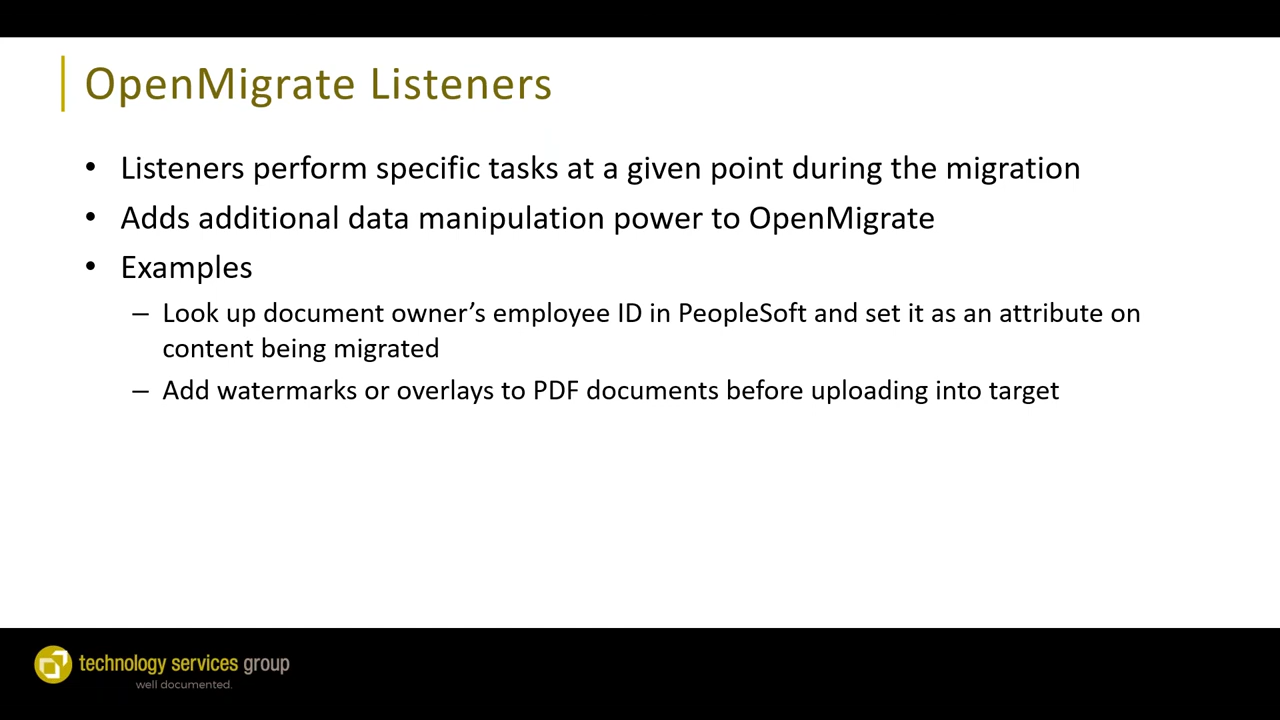 OpenMigrate Listeners
• Listeners perform specific tasks at a given point during the migration
• Adds additional data manipulation power to OpenMigrate
• Examples
– Look up document owner’s employee ID in PeopleSoft and set it as an attribute on
content being migrated
– Add watermarks or overlays to PDF documents before uploading into target
technology services group
well documented.